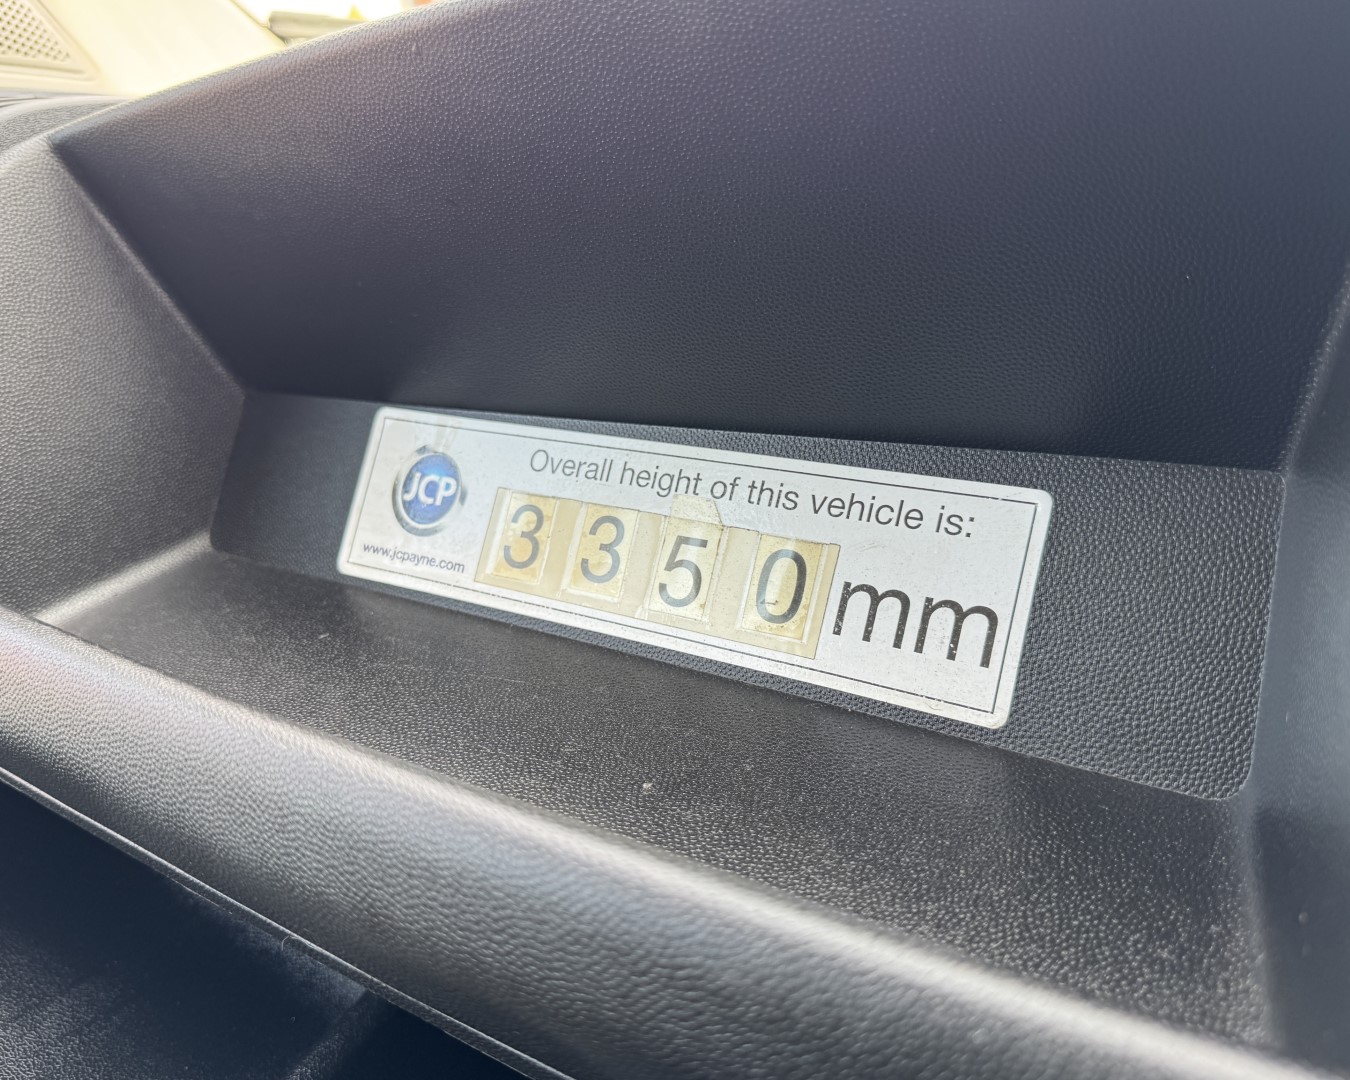 Overall height of this vehicle is:
JCP
3350mm
www.jcpayne.com